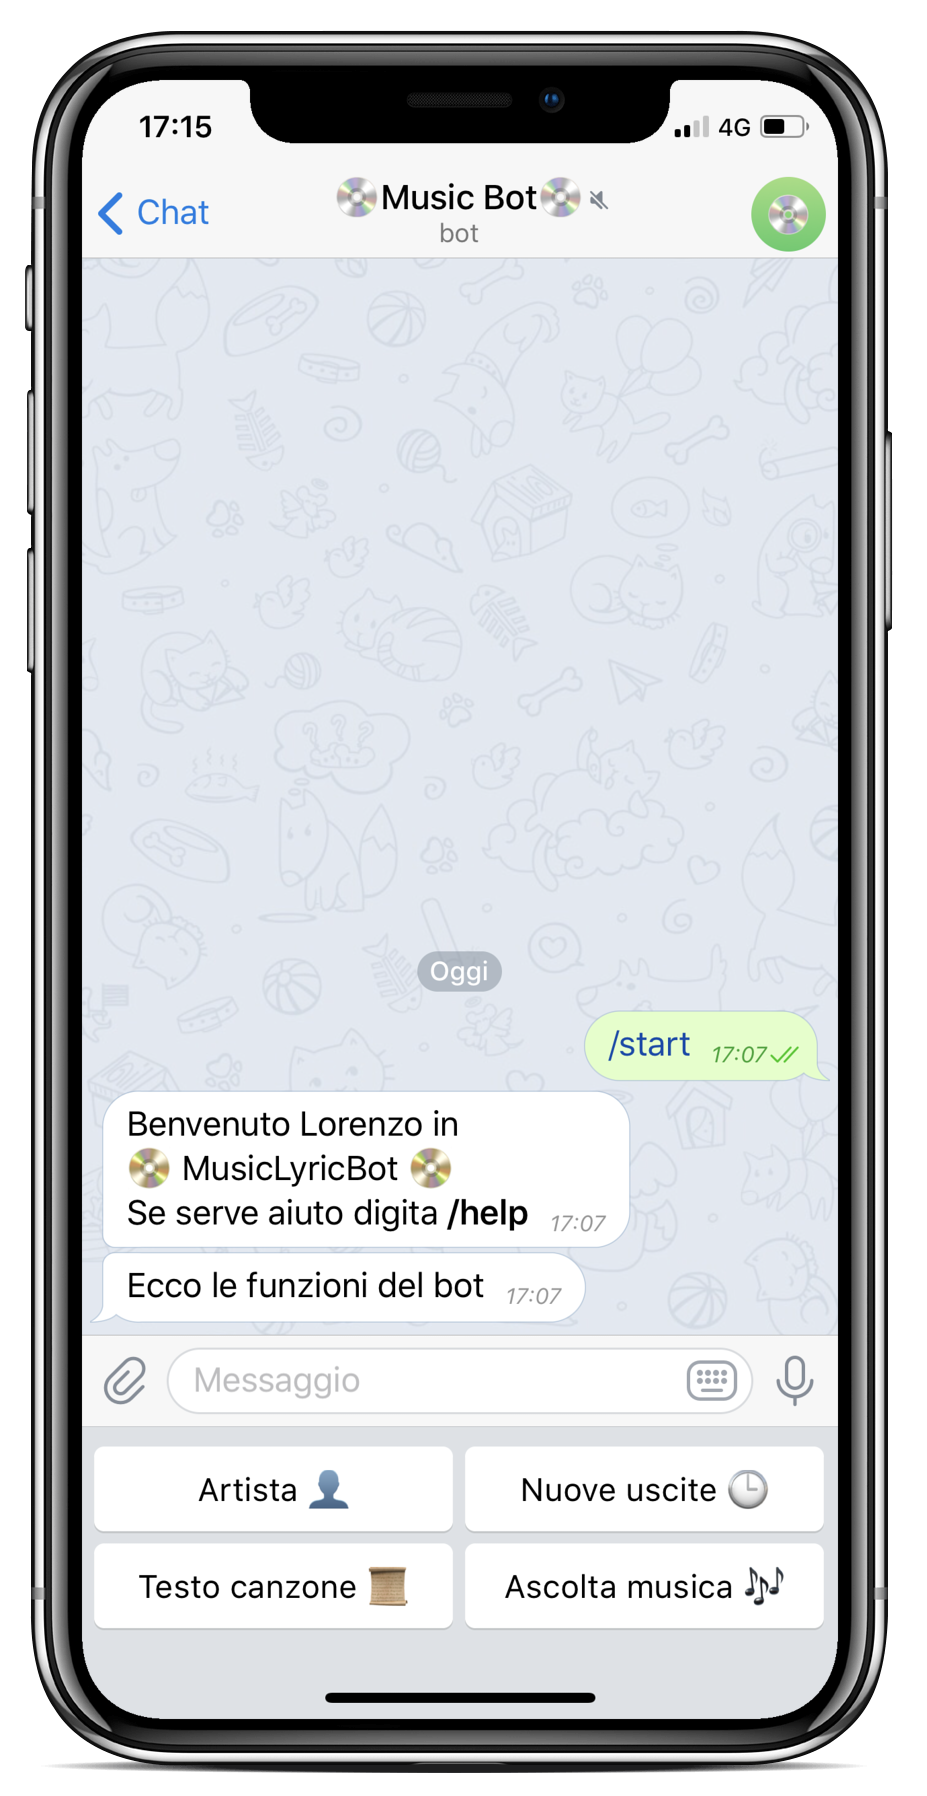 17:15
4G
Chat
💿Music Bot💿
bot
Oggi
/start 17:07
Benvenuto Lorenzo in
📀 MusicLyricBot 📀
Se serve aiuto digita /help 17:07
Ecco le funzioni del bot 17:07
Messaggio
Artista 👤
Nuove uscite 🕒
Testo canzone 📜
Ascolta musica 🎶